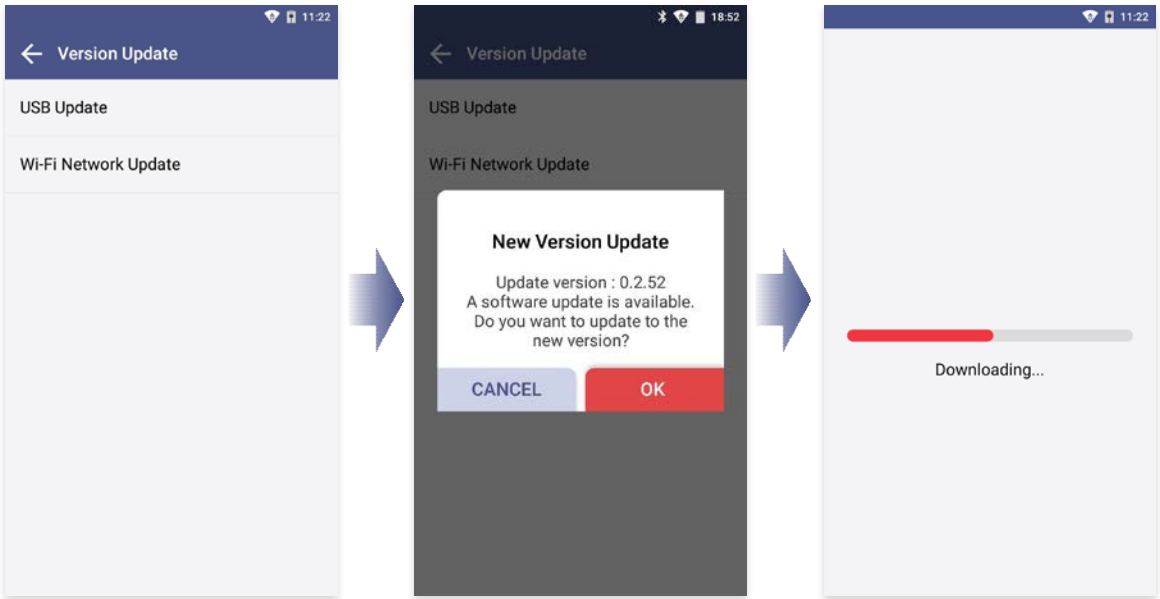 11:22
Version Update
USB Update
Wi-Fi Network Update
18:52
Version Update
USB Update
Wi-Fi Network Update
New Version Update
Update version : 0.2.52
A software update is available.
Do you want to update to the
new version?
CANCEL
OK
11:22
Downloading...